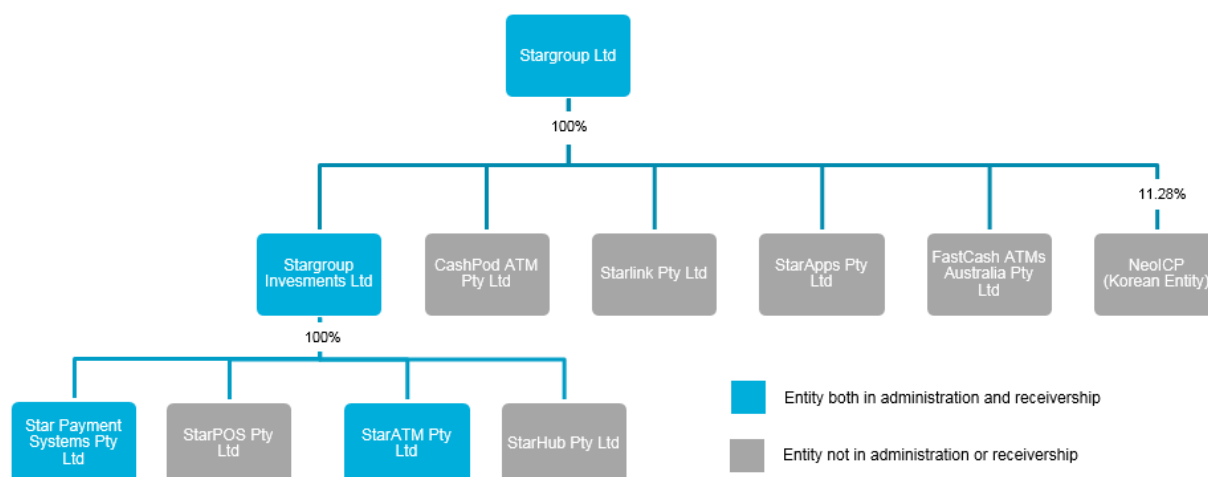 Stargroup Ltd
100%
11.28%
Stargroup
Invesments Ltd
CashPod ATM
Pty Ltd
Starlink Pty Ltd
StarApps Pty
Ltd
FastCash ATMs
Australia Pty
Ltd
NeoICP
(Korean Entity)
100%
Star Payment
Systems Pty
Ltd
StarPOS Pty
Ltd
StarATM Pty
Ltd
StarHub Pty Ltd
Entity both in administration and receivership
Entity not in administration or receivership